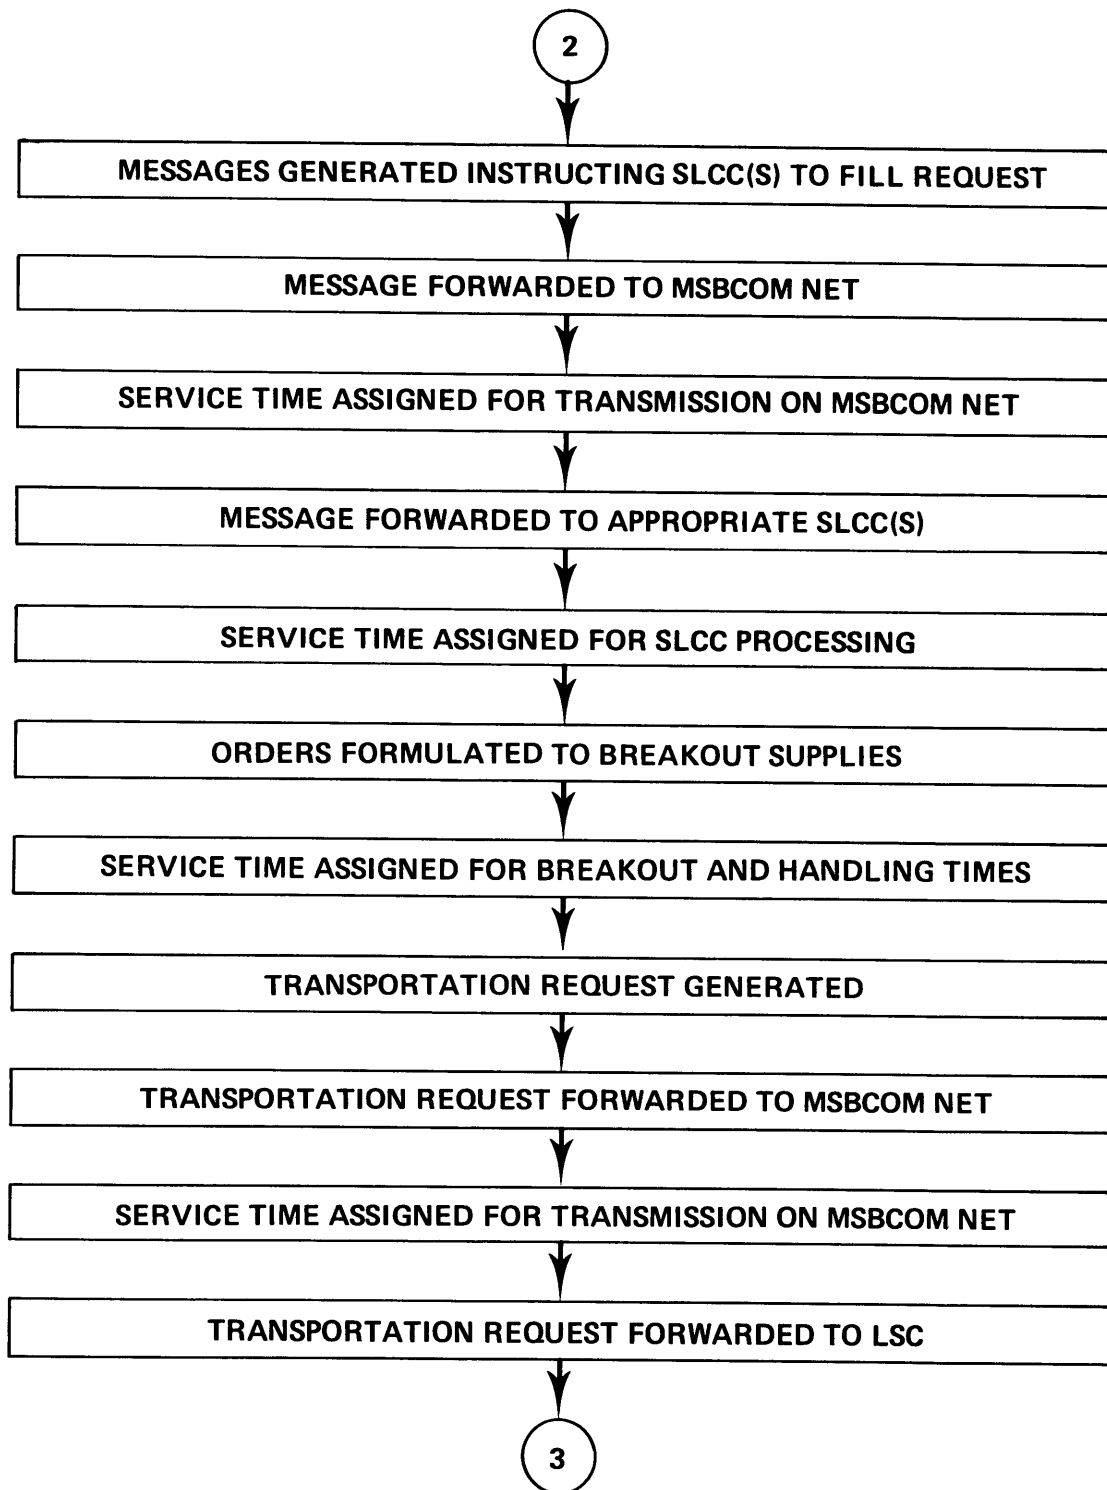 2
MESSAGES GENERATED INSTRUCTING SLCC(S) TO FILL REQUEST
MESSAGE FORWARDED TO MSBCOM NET
SERVICE TIME ASSIGNED FOR TRANSMISSION ON MSBCOM NET
MESSAGE FORWARDED TO APPROPRIATE SLCC(S)
SERVICE TIME ASSIGNED FOR SLCC PROCESSING
ORDERS FORMULATED TO BREAKOUT SUPPLIES
SERVICE TIME ASSIGNED FOR BREAKOUT AND HANDLING TIMES
TRANSPORTATION REQUEST GENERATED
TRANSPORTATION REQUEST FORWARDED TO MSBCOM NET
SERVICE TIME ASSIGNED FOR TRANSMISSION ON MSBCOM NET
TRANSPORTATION REQUEST FORWARDED TO LSC
3